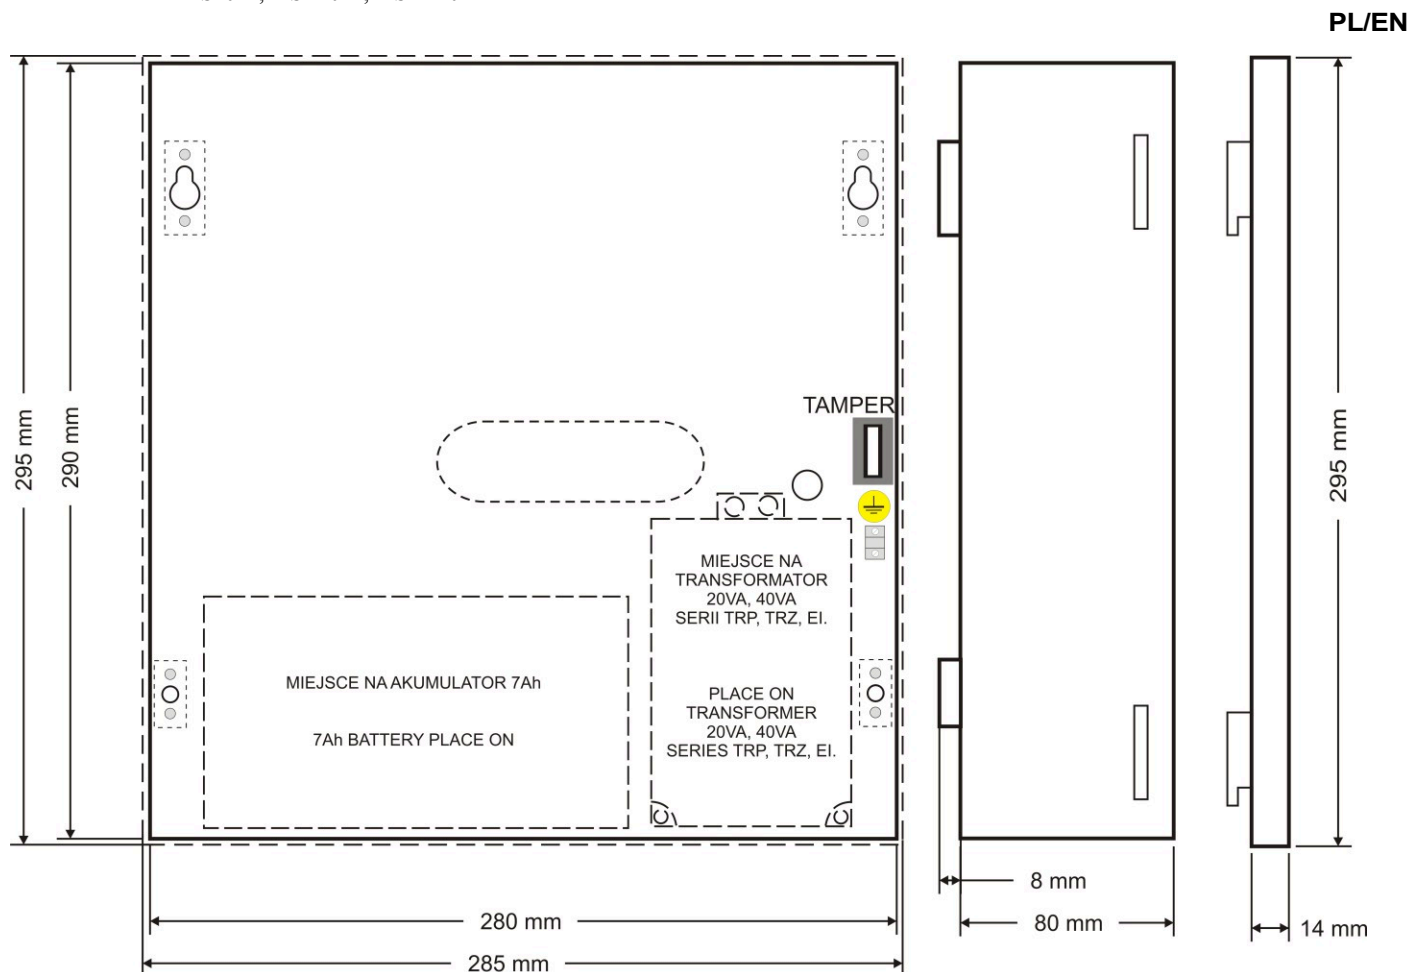 PL/EN
TAMPER
295 mm
290 mm
295 mm
MIEJSCE NA
TRANSFORMATOR
20VA, 40VA
SERII TRP, TRZ, EI.
PLACE ON
TRANSFORMER
20VA, 40VA
SERIES TRP, TRZ, EI.
MIEJSCE NA AKUMULATOR 7Ah
7Ah BATTERY PLACE ON
8 mm
280 mm
80 mm
14 mm
285 mm